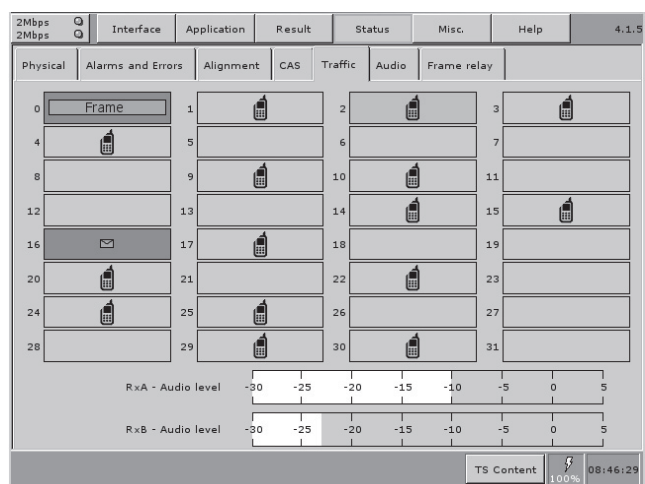 2Mbps
2Mbps
Interface Application Result Status Misc. Help 4.1.5
Physical Alarms and Errors Alignment CAS Traffic Audio Frame relay
0 Frame 1 2 3
4 5 6 7
8 9 10 11
12 13 14 15
16 17 18 19
20 21 22 23
24 25 26 27
28 29 30 31
RxA - Audio level -30 -25 -20 -15 -10 -5 0 5
RxB - Audio level -30 -25 -20 -15 -10 -5 0 5
TS Content 100% 08:46:29